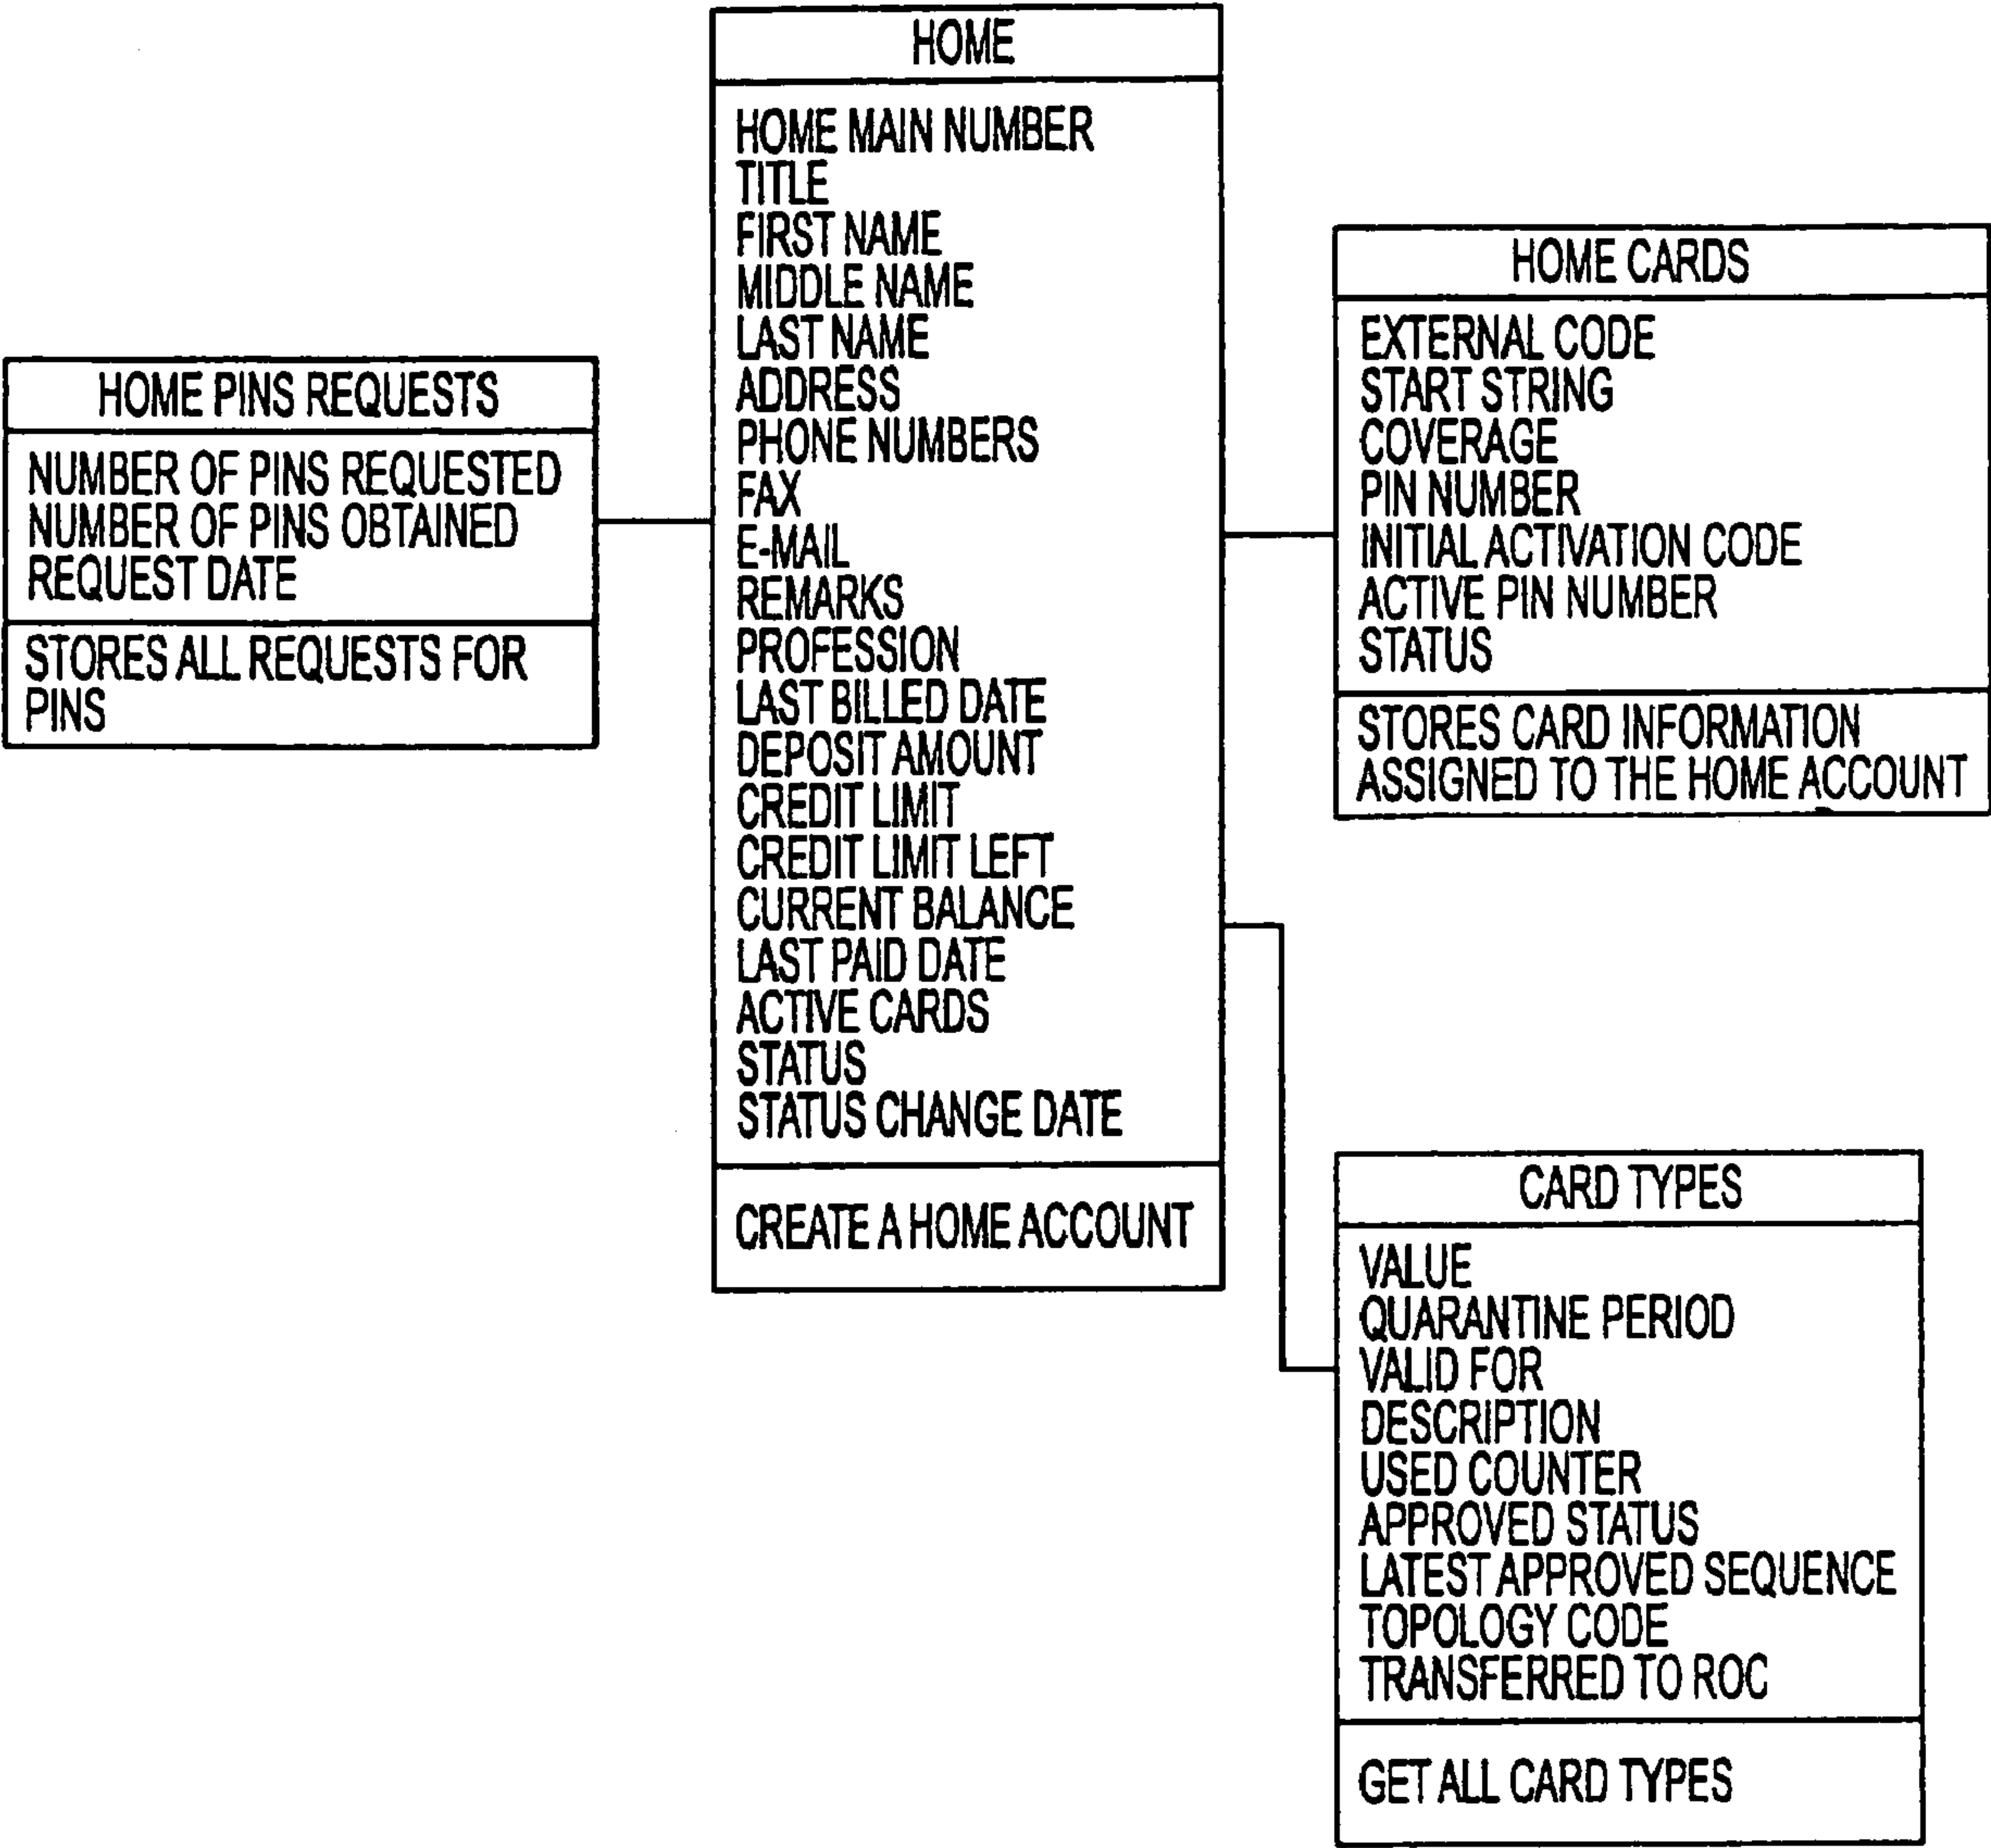 HOME
HOME MAIN NUMBER
TITLE
FIRST NAME
MIDDLE NAME
LAST NAME
ADDRESS
PHONE NUMBERS
FAX
E-MAIL
REMARKS
PROFESSION
LAST BILLED DATE
DEPOSIT AMOUNT
CREDIT LIMIT
CREDIT LIMIT LEFT
CURRENT BALANCE
LAST PAID DATE
ACTIVE CARDS
STATUS
STATUS CHANGE DATE
CREATE A HOME ACCOUNT
HOME PINS REQUESTS
NUMBER OF PINS REQUESTED
NUMBER OF PINS OBTAINED
REQUEST DATE
STORES ALL REQUESTS FOR
PINS
HOME CARDS
EXTERNAL CODE
START STRING
COVERAGE
PIN NUMBER
INITIAL ACTIVATION CODE
ACTIVE PIN NUMBER
STATUS
STORES CARD INFORMATION
ASSIGNED TO THE HOME ACCOUNT
CARD TYPES
VALUE
QUARANTINE PERIOD
VALID FOR
DESCRIPTION
USED COUNTER
APPROVED STATUS
LATEST APPROVED SEQUENCE
TOPOLOGY CODE
TRANSFERRED TO ROC
GET ALL CARD TYPES